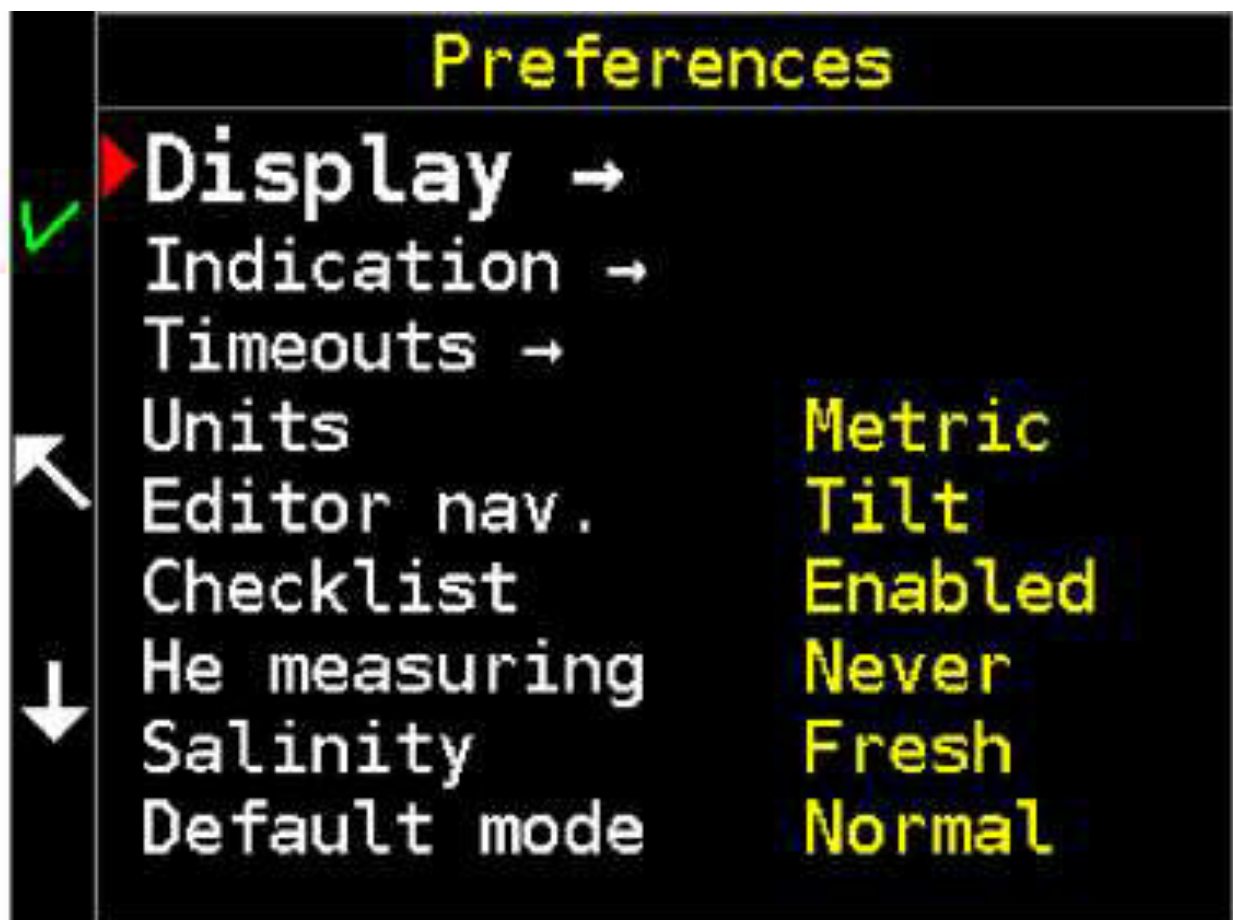 Preferences
Display →
Indication →
Timeouts →
Units Metric
Editor nav. Tilt
Checklist Enabled
He measuring Never
Salinity Fresh
Default mode Normal